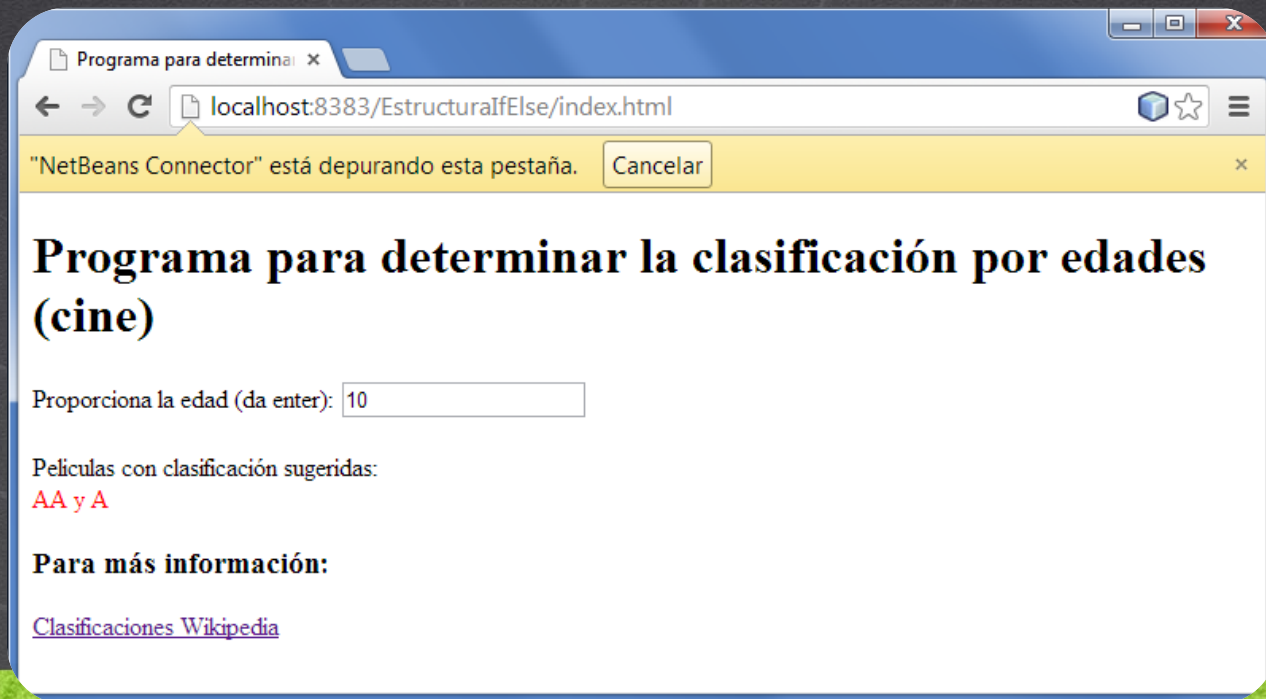 Programa para determina
localhost:8383/EstructuraIfElse/index.html
"NetBeans Connector" está depurando esta pestaña. Cancelar
Programa para determinar la clasificación por edades
(cine)
Proporciona la edad (da enter): 10
Peliculas con clasificación sugeridas:
AA y A
Para más información:
Clasificaciones Wikipedia